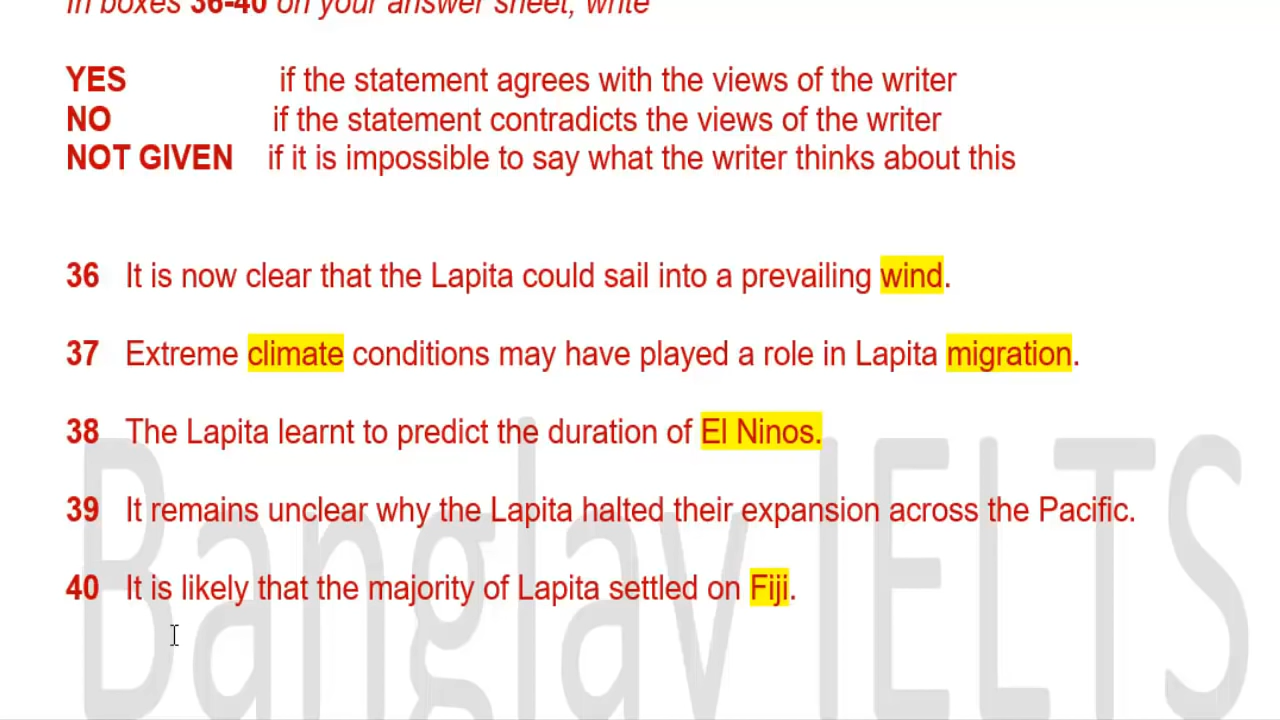 In boxes 36-40 on your answer sheet, write
YES if the statement agrees with the views of the writer
NO if the statement contradicts the views of the writer
NOT GIVEN if it is impossible to say what the writer thinks about this
36 It is now clear that the Lapita could sail into a prevailing wind.
37 Extreme climate conditions may have played a role in Lapita migration.
38 The Lapita learnt to predict the duration of El Ninos.
39 It remains unclear why the Lapita halted their expansion across the Pacific.
40 It is likely that the majority of Lapita settled on Fiji.
Banglay IELTS